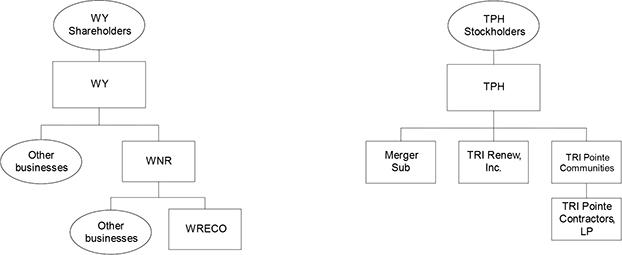 WY
Shareholders
WY
Other
businesses
WNR
Other
businesses
WRECO
TPH
Stockholders
TPH
Merger
Sub
TRI Renew,
Inc.
TRI Pointe
Communities
TRI Pointe
Contractors,
LP